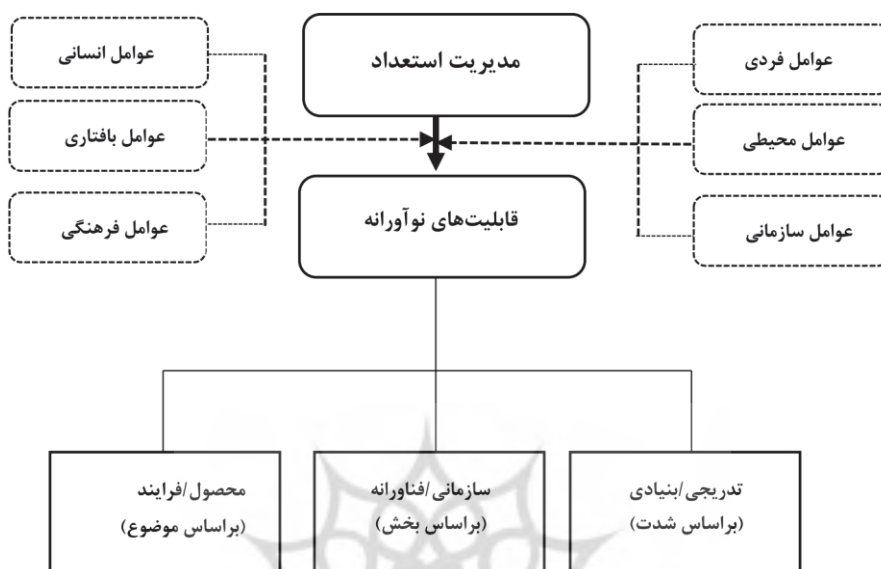 مدیریت استعداد
عوامل فردی
عوامل انسانی
عوامل محیطی
عوامل بافتاری
قابلیت‌های نوآورانه
عوامل سازمانی
عوامل فرهنگی
تدریجی/بنیادی
(براساس شدت)
سازمانی/فناورانه
(براساس بخش)
محصول/فرایند
(براساس موضوع)